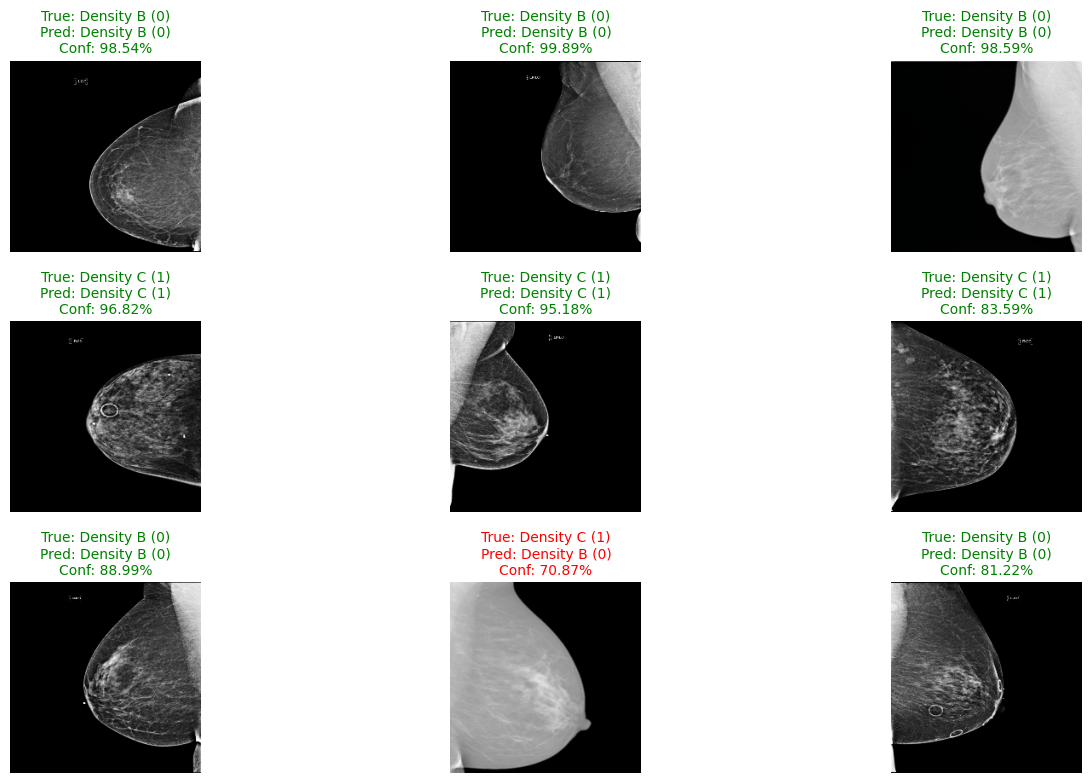 True: Density B (0)
Pred: Density B (0)
Conf: 98.54%
True: Density B (0)
Pred: Density B (0)
Conf: 99.89%
True: Density B (0)
Pred: Density B (0)
Conf: 98.59%
True: Density C (1)
Pred: Density C (1)
Conf: 96.82%
True: Density C (1)
Pred: Density C (1)
Conf: 95.18%
True: Density C (1)
Pred: Density C (1)
Conf: 83.59%
True: Density B (0)
Pred: Density B (0)
Conf: 88.99%
True: Density C (1)
Pred: Density B (0)
Conf: 70.87%
True: Density B (0)
Pred: Density B (0)
Conf: 81.22%